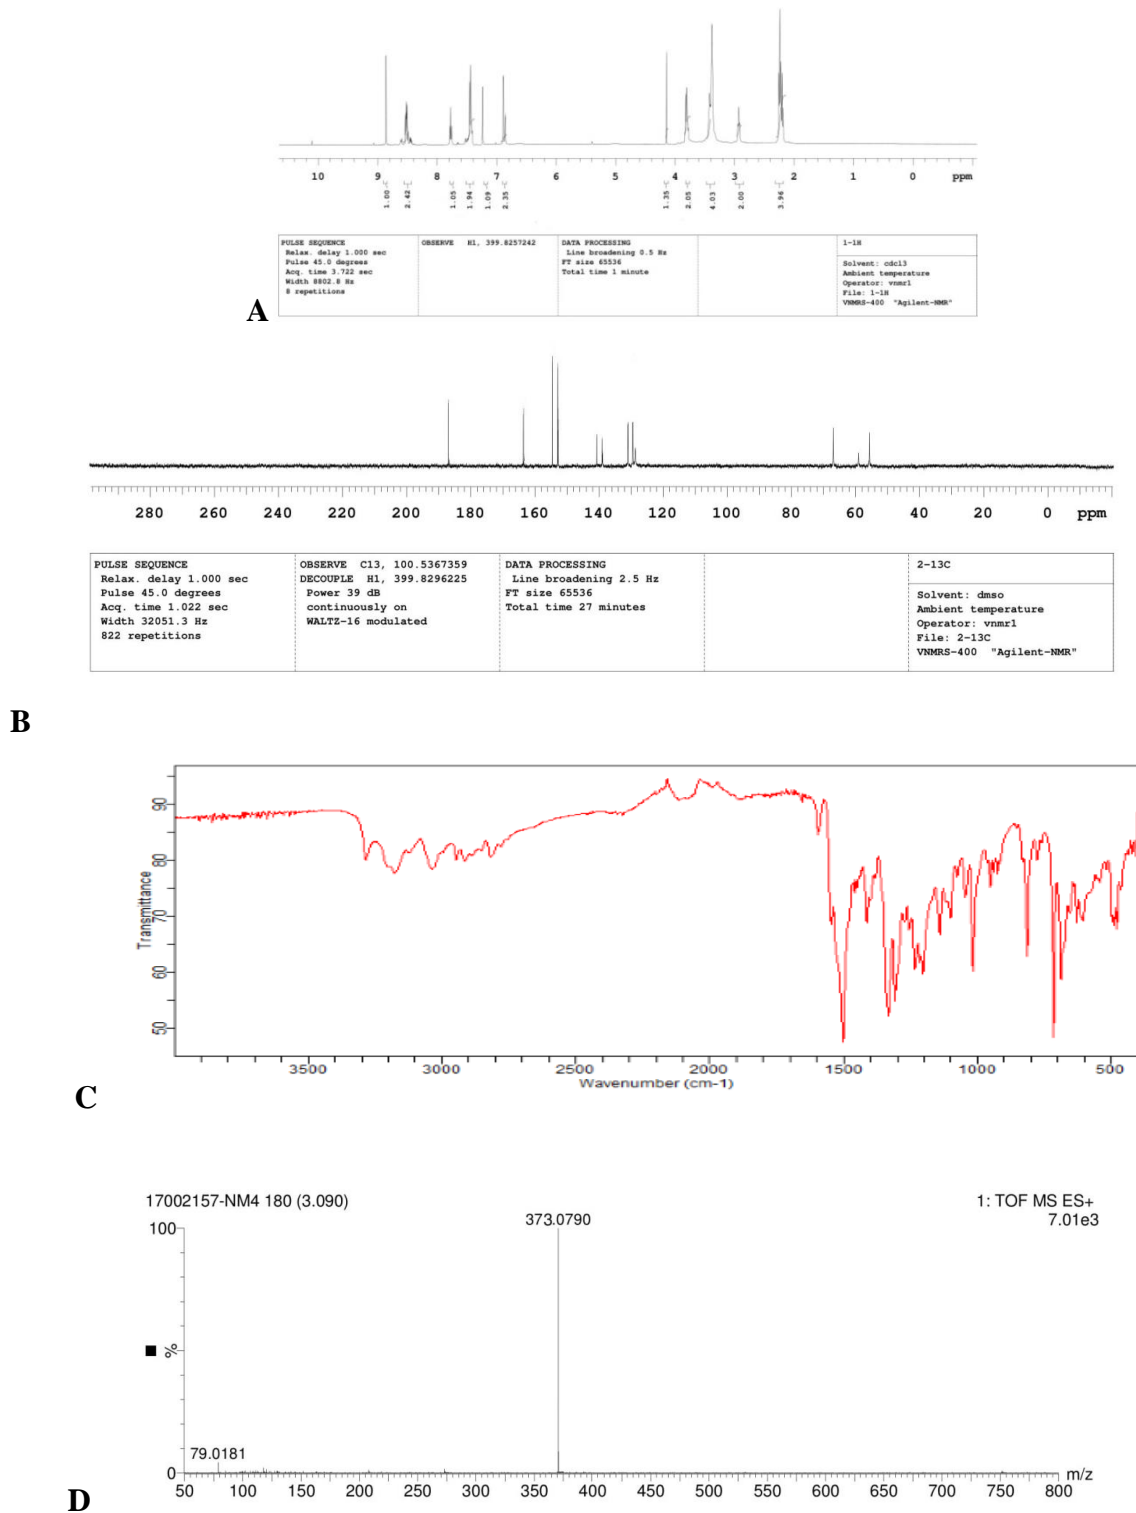 10 9 8 7 6 5 4 3 2 1 0 ppm
1.00 2.42 1.05 1.94 1.09 2.35 1.35 2.05 4.03 2.00 3.96
PULSE SEQUENCE
Relax. delay 1.000 sec
Pulse 45.0 degrees
Acq. time 3.722 sec
Width 8802.8 Hz
8 repetitions
OBSERVE H1, 399.8257242
DATA PROCESSING
Line broadening 0.5 Hz
FT size 65536
Total time 1 minute
1-1H
Solvent: cdcl3
Ambient temperature
Operator: vnmr1
File: 1-1H
VNMRS-400 "Agilent-NMR"
A
280 260 240 220 200 180 160 140 120 100 80 60 40 20 0 ppm
PULSE SEQUENCE
Relax. delay 1.000 sec
Pulse 45.0 degrees
Acq. time 1.022 sec
Width 32051.3 Hz
822 repetitions
OBSERVE C13, 100.5367359
DECOUPLE H1, 399.8296225
Power 39 dB
continuously on
WALTZ-16 modulated
DATA PROCESSING
Line broadening 2.5 Hz
FT size 65536
Total time 27 minutes
2-13C
Solvent: dmso
Ambient temperature
Operator: vnmr1
File: 2-13C
VNMRS-400 "Agilent-NMR"
B
90
80
70
60
50
Transmittance
3500 3000 2500 2000 1500 1000 500
Wavenumber (cm-1)
C
17002157-NM4 180 (3.090)
1: TOF MS ES+
7.01e3
373.0790
100
%
79.0181
0
m/z
50 100 150 200 250 300 350 400 450 500 550 600 650 700 750 800
D